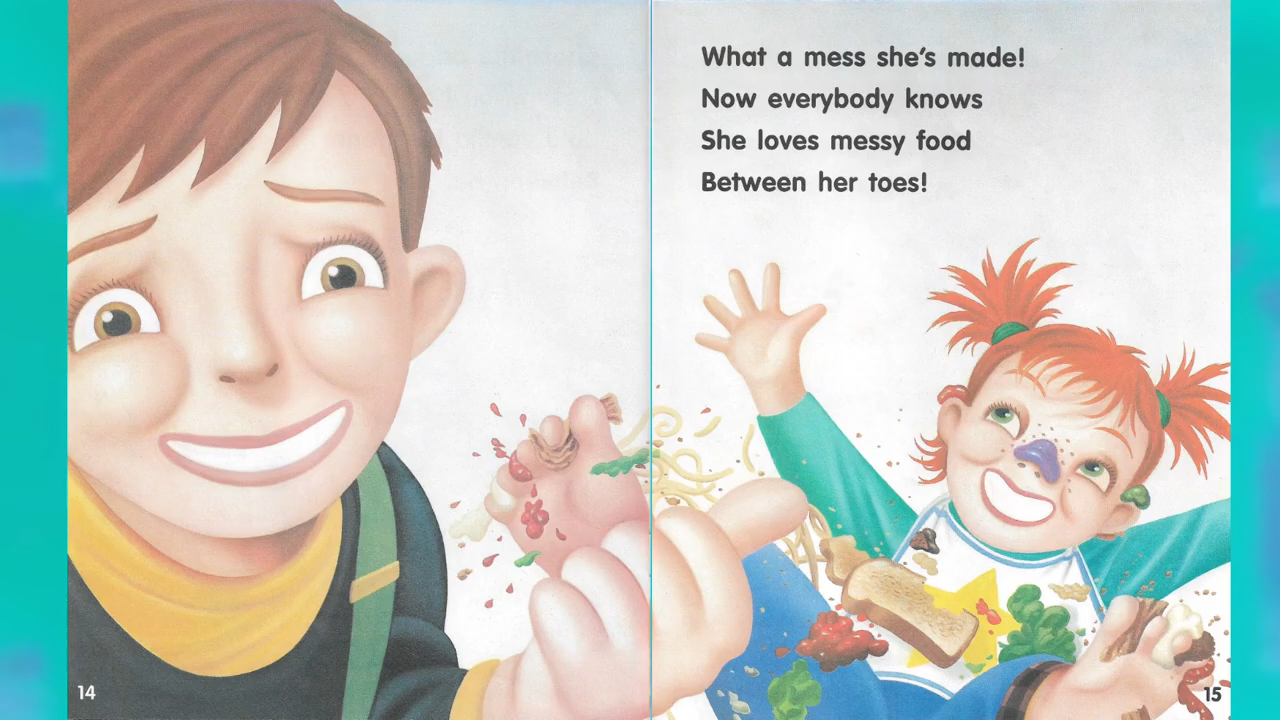 What a mess she's made!
Now everybody knows
She loves messy food
Between her toes!
14
15